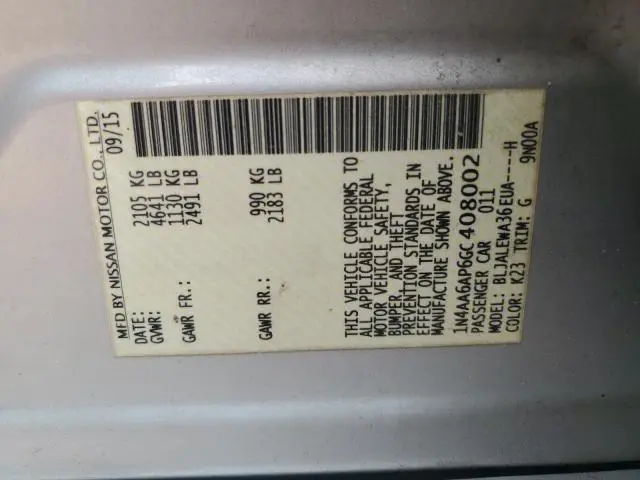 MFD BY NISSAN MOTOR CO., LTD.
DATE: 09/15
GVWR: 2105 KG
4641 LB
GAWR FR.: 1130 KG
2491 LB
GAWR RR.: 990 KG
2183 LB
THIS VEHICLE CONFORMS TO
ALL APPLICABLE FEDERAL
MOTOR VEHICLE SAFETY,
BUMPER, AND THEFT
PREVENTION STANDARDS IN
EFFECT ON THE DATE OF
MANUFACTURE SHOWN ABOVE.
1N4AA6AP6GC408002
PASSENGER CAR 011
MODEL: BLJALEWA36EUA-----H
COLOR: K23 TRIM: G 9N00A